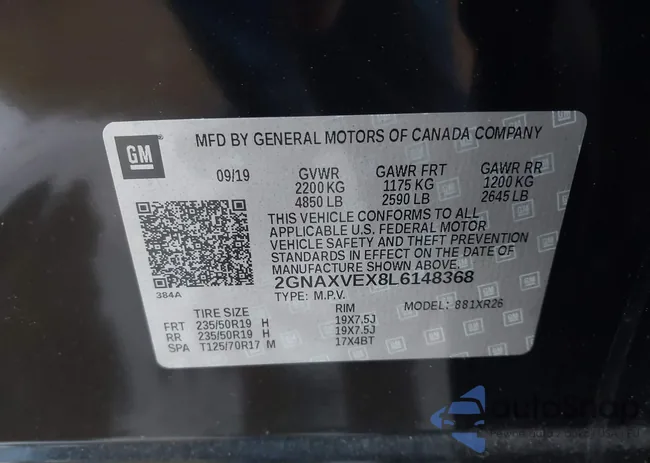 GM
MFD BY GENERAL MOTORS OF CANADA COMPANY
09/19 GVWR GAWR FRT GAWR RR
2200 KG 1175 KG 1200 KG
4850 LB 2590 LB 2645 LB
THIS VEHICLE CONFORMS TO ALL
APPLICABLE U.S. FEDERAL MOTOR
VEHICLE SAFETY AND THEFT PREVENTION
STANDARDS IN EFFECT ON THE DATE OF
MANUFACTURE SHOWN ABOVE.
384A
2GNAXVEX8L6148368
TYPE: M.P.V. MODEL: 881XR26
TIRE SIZE RIM
FRT 235/50R19 H 19X7.5J
RR 235/50R19 H 19X7.5J
SPA T125/70R17 M 17X4BT
autoShop